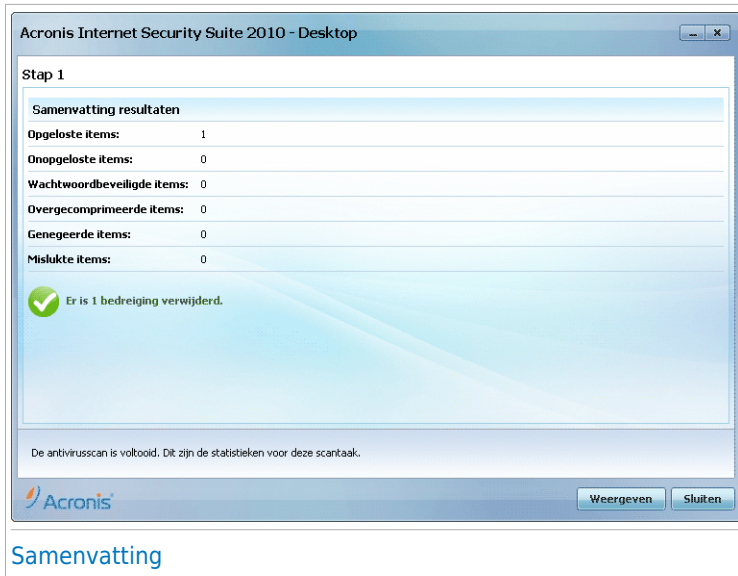 Acronis Internet Security Suite 2010 - Desktop
Stap 1
Samenvatting resultaten
Opgeloste items: 1
Onopgeloste items: 0
Wachtwoordbeveiligde items: 0
Overgecomprimeerde items: 0
Genegeerde items: 0
Mislukte items: 0
Er is 1 bedreiging verwijderd.
De antivirusscan is voltooid. Dit zijn de statistieken voor deze scantaak.
Acronis
Weergeven Sluiten
Samenvatting